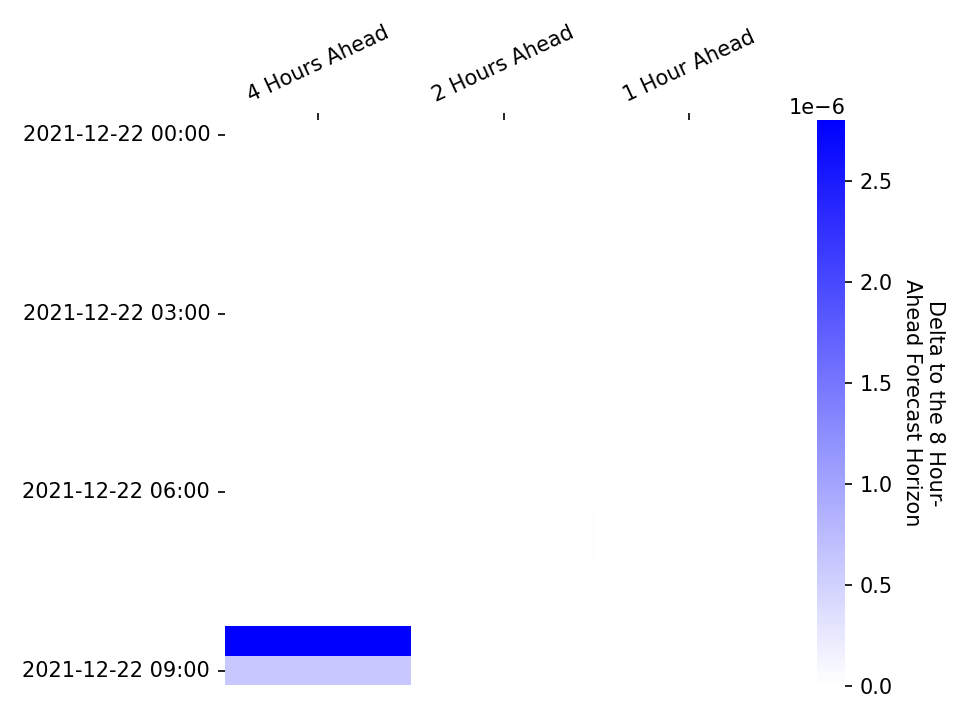 4 Hours Ahead
2 Hours Ahead
1 Hour Ahead
1e−6
2021-12-22 00:00
2021-12-22 03:00
2021-12-22 06:00
2021-12-22 09:00
2.5
2.0
1.5
1.0
0.5
0.0
Delta to the 8 Hour-
Ahead Forecast Horizon